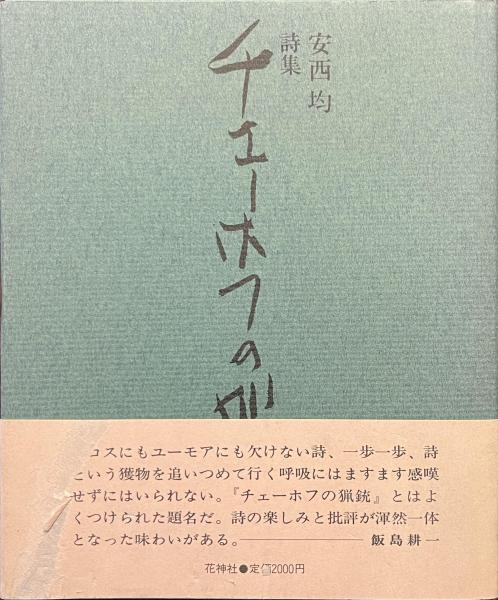 安西均
詩集
チェーホフの
コスにもユーモアにも欠けない詩、一歩一歩、詩
という獲物を追いつめて行く呼吸にはますます感嘆
せずにはいられない。『チェーホフの猟銃』とはよ
くつけられた題名だ。詩の楽しみと批評が渾然一体
となった味わいがある。――飯島耕一
花神社●定価2000円